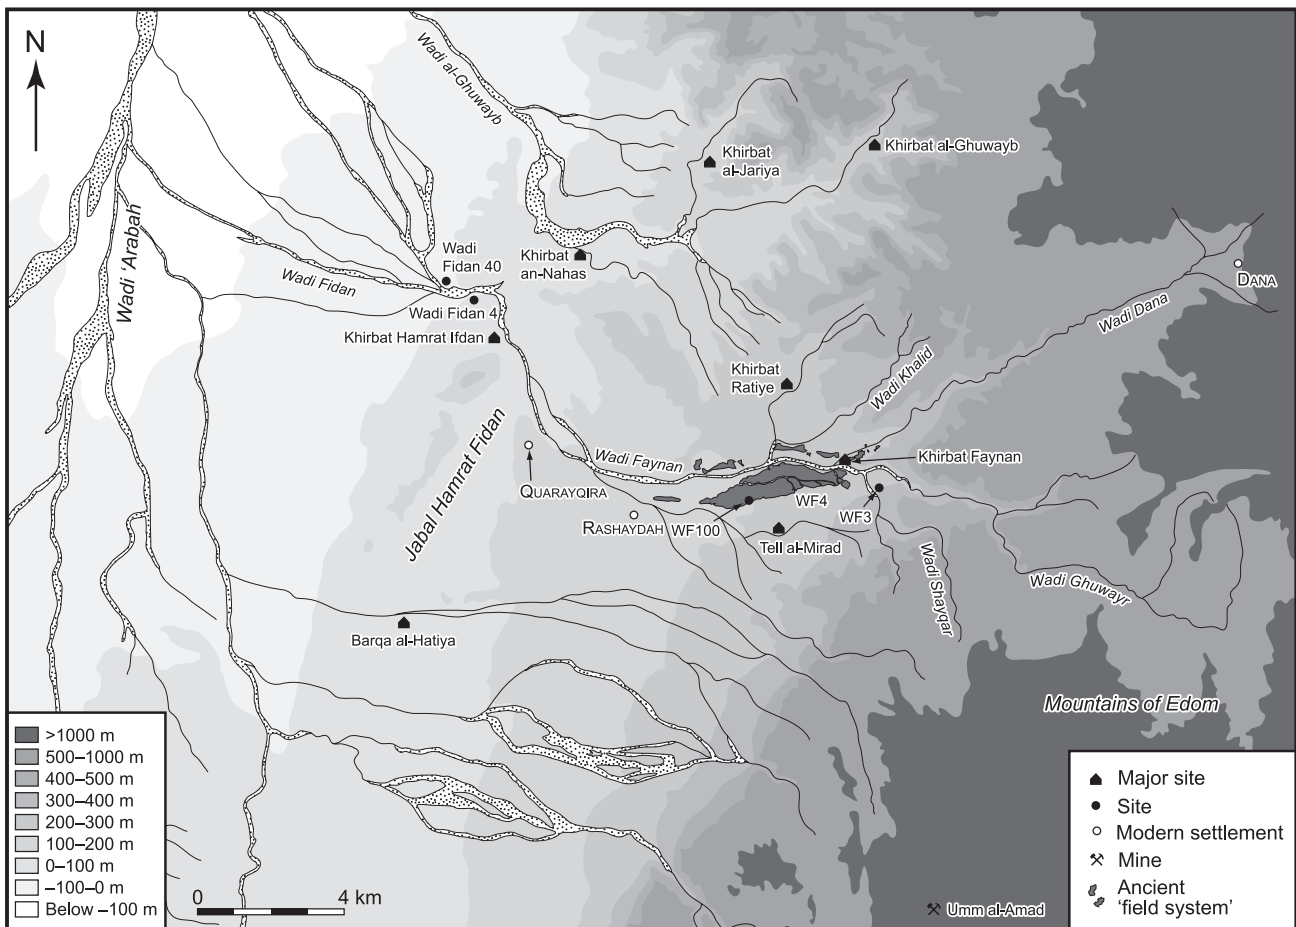 N
Wadi al-Ghuwayb
Khirbat
al-Jariya
Khirbat al-Ghuwayb
Wadi 'Arabah
Wadi
Fidan 40
Khirbat
an-Nahas
Wadi Fidan
Wadi Fidan 4
DANA
Wadi Dana
Khirbat Hamrat Ifdan
Khirbat
Ratiye
Wadi Khalid
Jabal Hamrat Fidan
Wadi Faynan
Khirbat Faynan
QUARAYQIRA
WF4
WF3
RASHAYDAH
WF100
Tell al-Mirad
Wadi Shayqar
Wadi Ghuwayr
Barqa al-Hatiya
Mountains of Edom
>1000 m
500–1000 m
400–500 m
300–400 m
200–300 m
100–200 m
0–100 m
–100–0 m
Below –100 m
0 4 km
Umm al-Amad
Major site
Site
Modern settlement
Mine
Ancient
'field system'